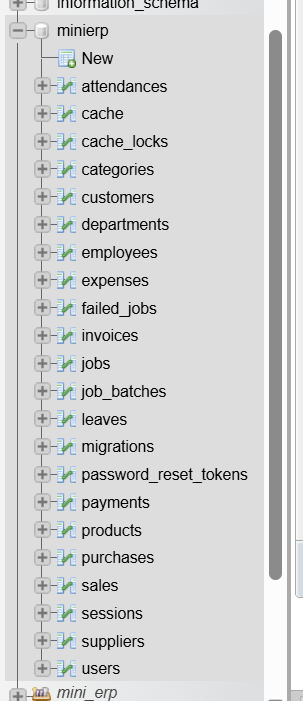 information_schema
minierp
New
attendances
cache
cache_locks
categories
customers
departments
employees
expenses
failed_jobs
invoices
jobs
job_batches
leaves
migrations
password_reset_tokens
payments
products
purchases
sales
sessions
suppliers
users
mini_erp